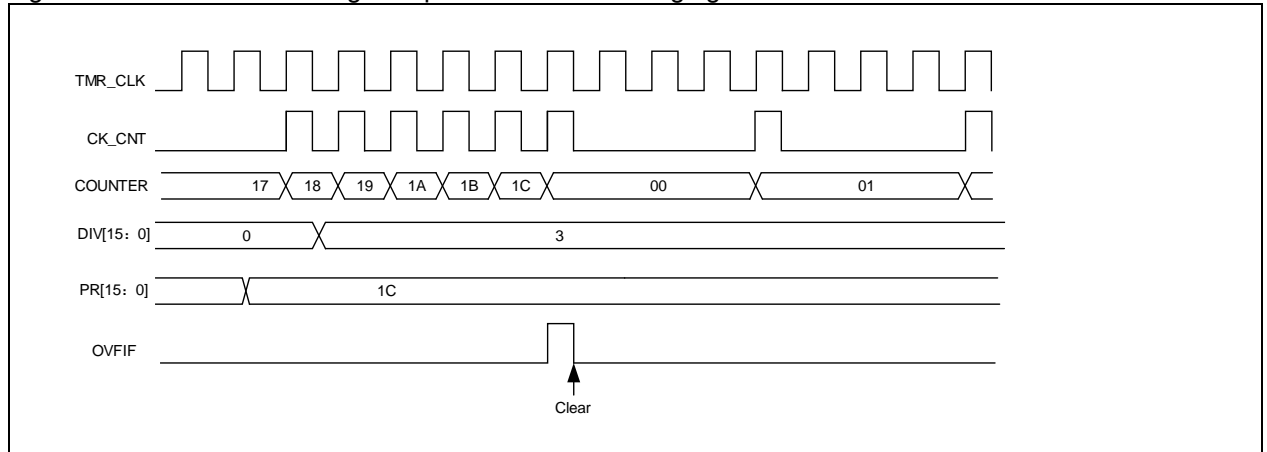 TMR_CLK
CK_CNT
COUNTER 17 18 19 1A 1B 1C 00 01
DIV[15：0] 0 3
PR[15：0] 1C
OVFIF
Clear